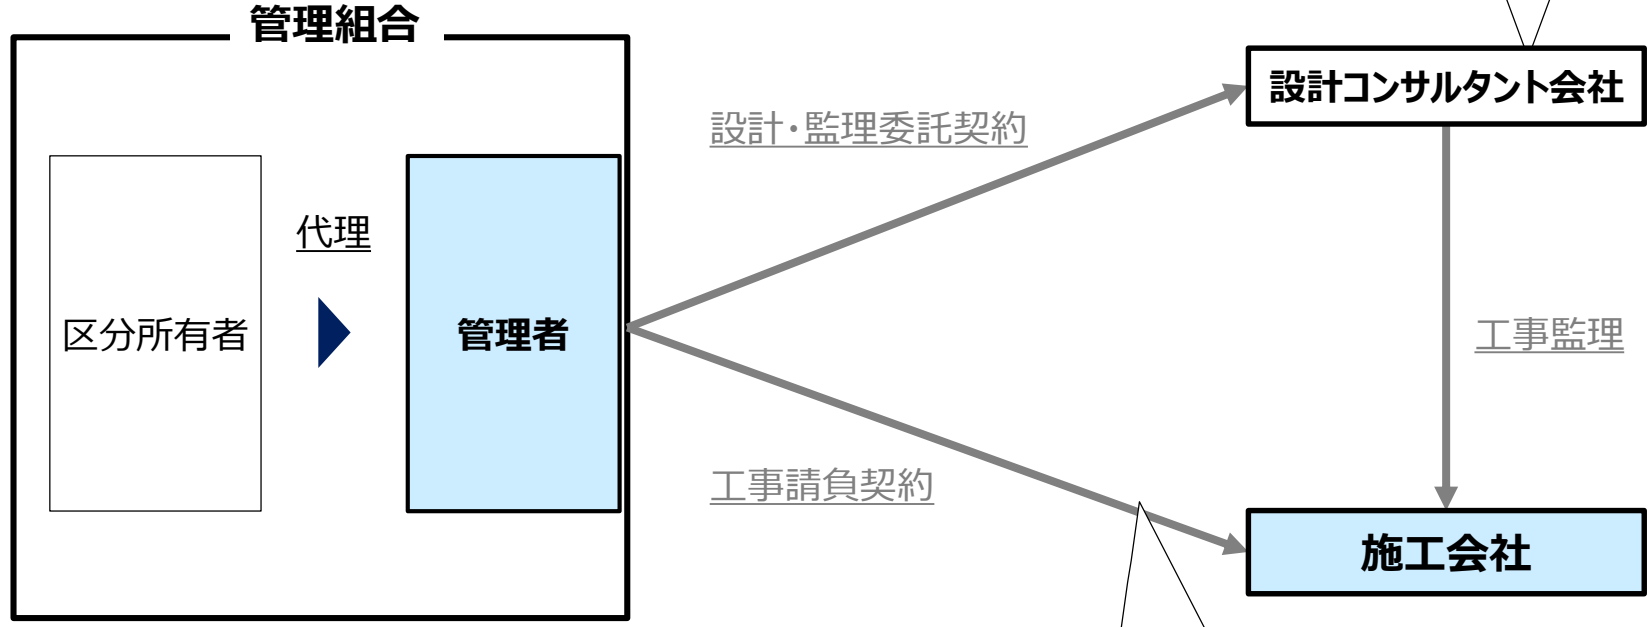 管理組合
設計コンサルタント会社
設計・監理委託契約
代理
区分所有者
管理者
工事監理
工事請負契約
施工会社